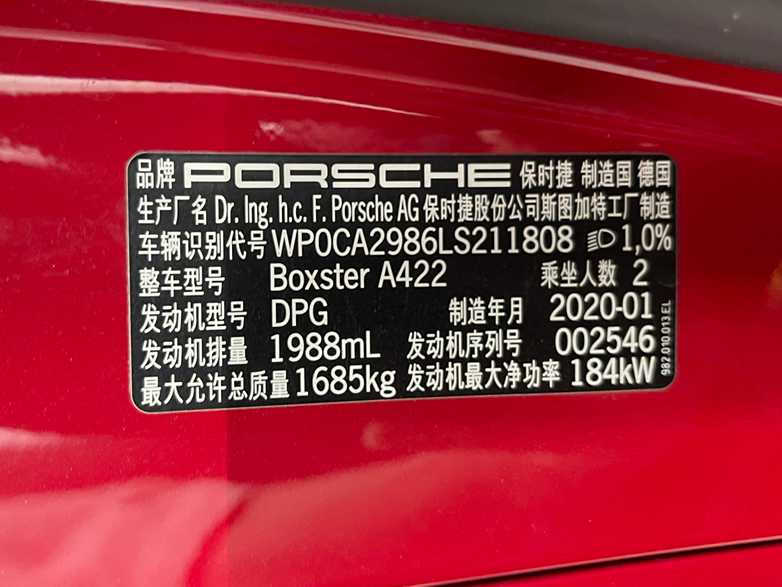 品牌 PORSCHE 保时捷 制造国 德国
生产厂名 Dr. Ing. h.c. F. Porsche AG 保时捷股份公司斯图加特工厂制造
车辆识别代号 WP0CA2986LS211808 1,0%
整车型号 Boxster A422 乘坐人数 2
发动机型号 DPG 制造年月 2020-01
发动机排量 1988mL 发动机序列号 002546
最大允许总质量 1685kg 发动机最大净功率 184kW
982.010.013.EL